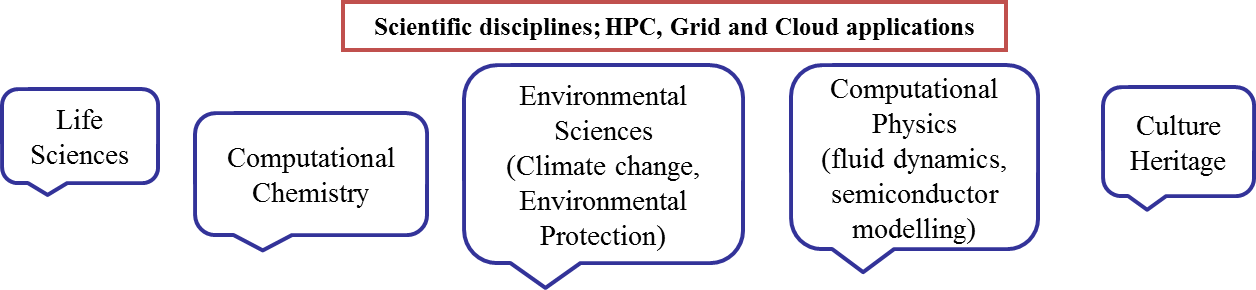 Scientific disciplines; HPC, Grid and Cloud applications
Life
Sciences
Computational
Chemistry
Environmental
Sciences
(Climate change,
Environmental
Protection)
Computational
Physics
(fluid dynamics,
semiconductor
modelling)
Culture
Heritage